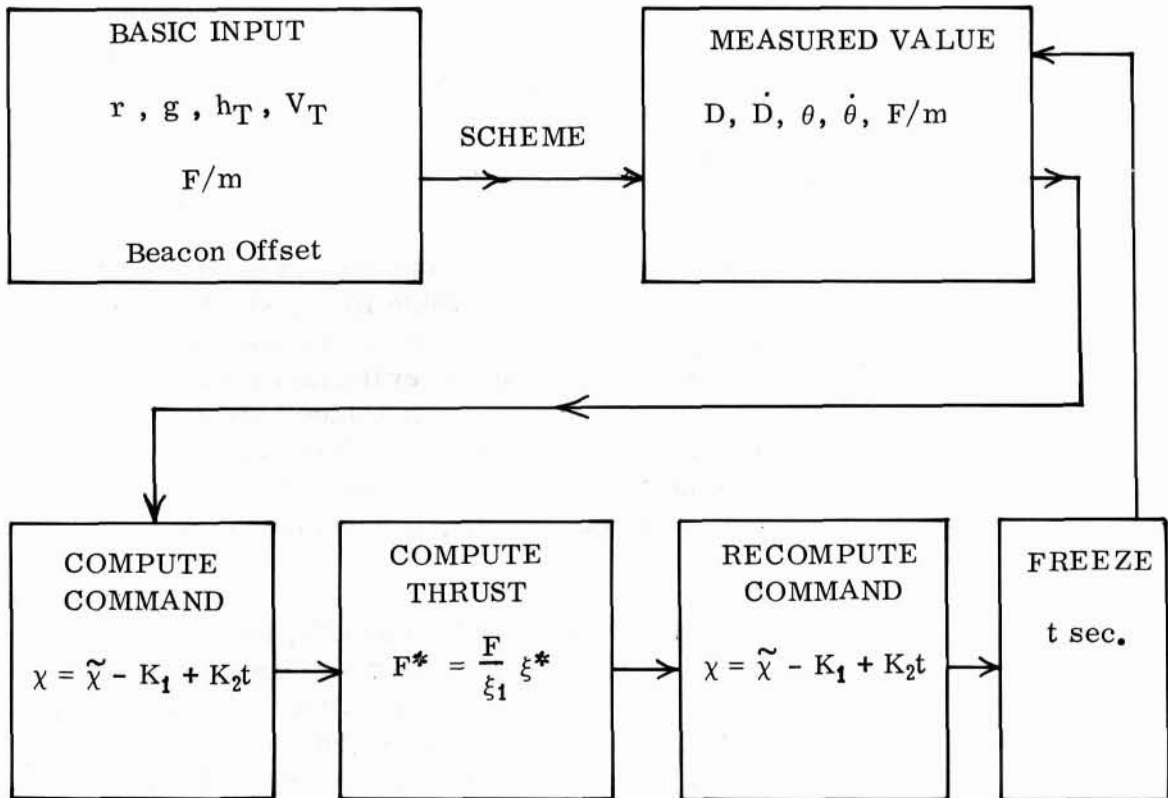 BASIC INPUT
r , g , h_T, V_T
F/m
Beacon Offset
SCHEME
MEASURED VALUE
D, Ḋ, θ, θ̇, F/m
COMPUTE
COMMAND
χ = χ̃ - K₁ + K₂t
COMPUTE
THRUST
F* = F/ξ₁ ξ*
RECOMPUTE
COMMAND
χ = χ̃ - K₁ + K₂t
FREEZE
t sec.